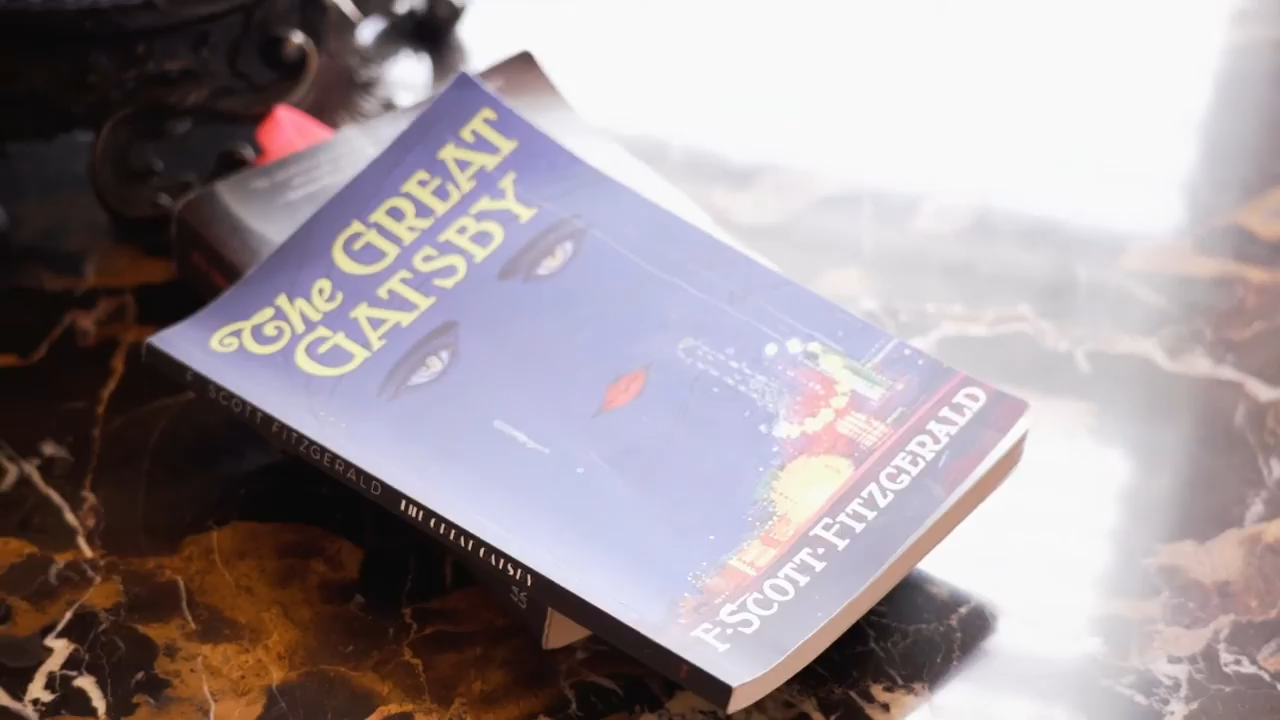 The GREAT
GATSBY
F·SCOTT·FITZGERALD
F. SCOTT FITZGERALD THE GREAT GATSBY